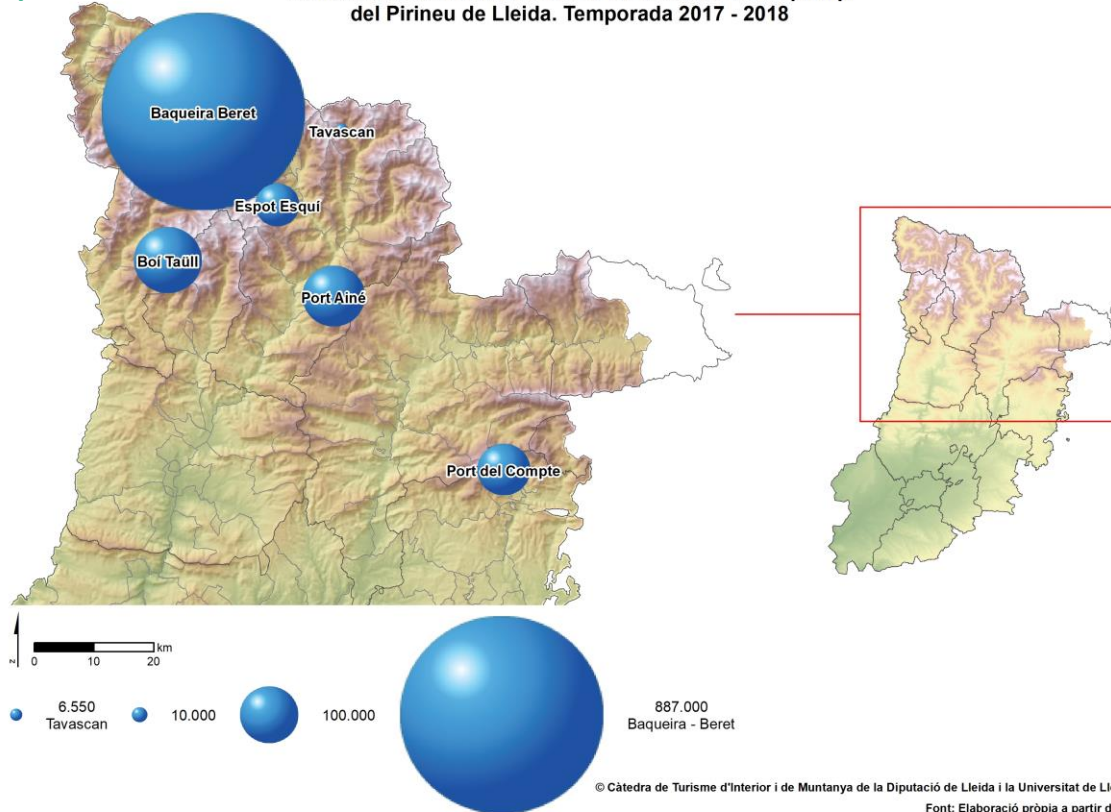 del Pirineu de Lleida. Temporada 2017 - 2018
Baqueira Beret
Tavascan
Espot Esquí
Boí Taüll
Port Ainé
Port del Compte
z
km
0 10 20
6.550
Tavascan
10.000
100.000
887.000
Baqueira - Beret
© Càtedra de Turisme d'Interior i de Muntanya de la Diputació de Lleida i la Universitat de Ll
Font: Elaboració pròpia a partir d